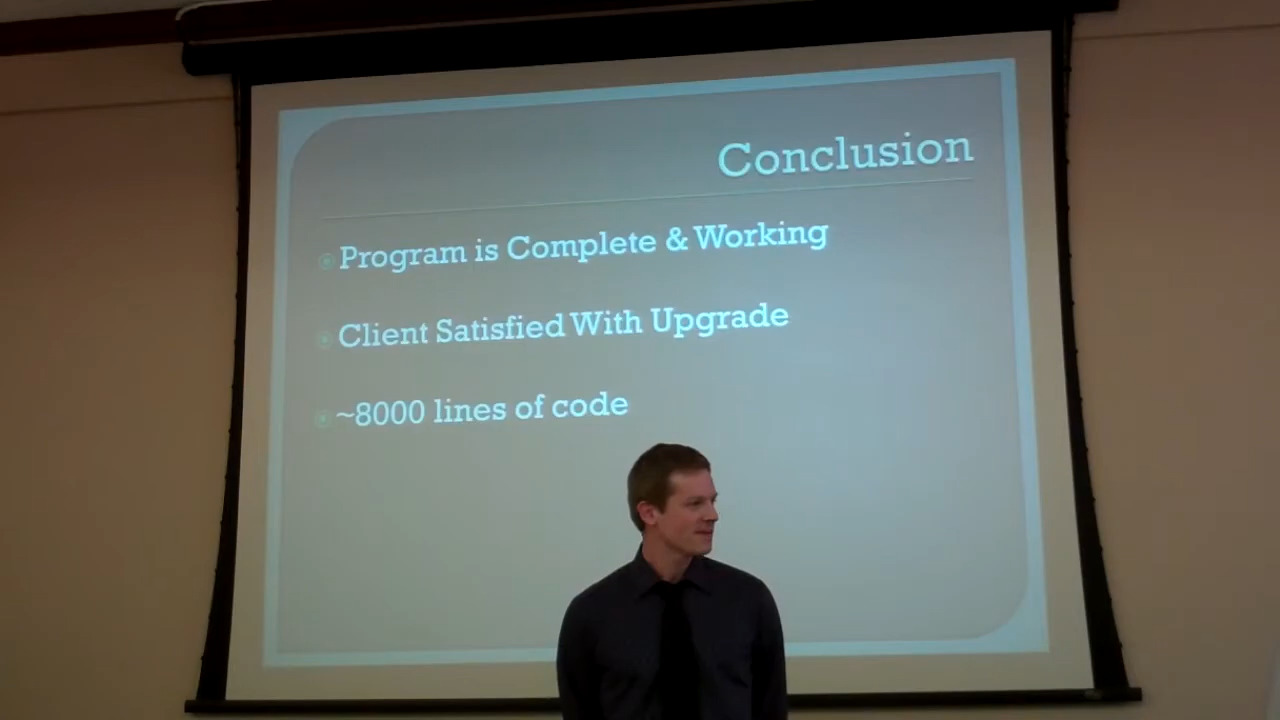 Conclusion
Program is Complete & Working
Client Satisfied With Upgrade
~8000 lines of code